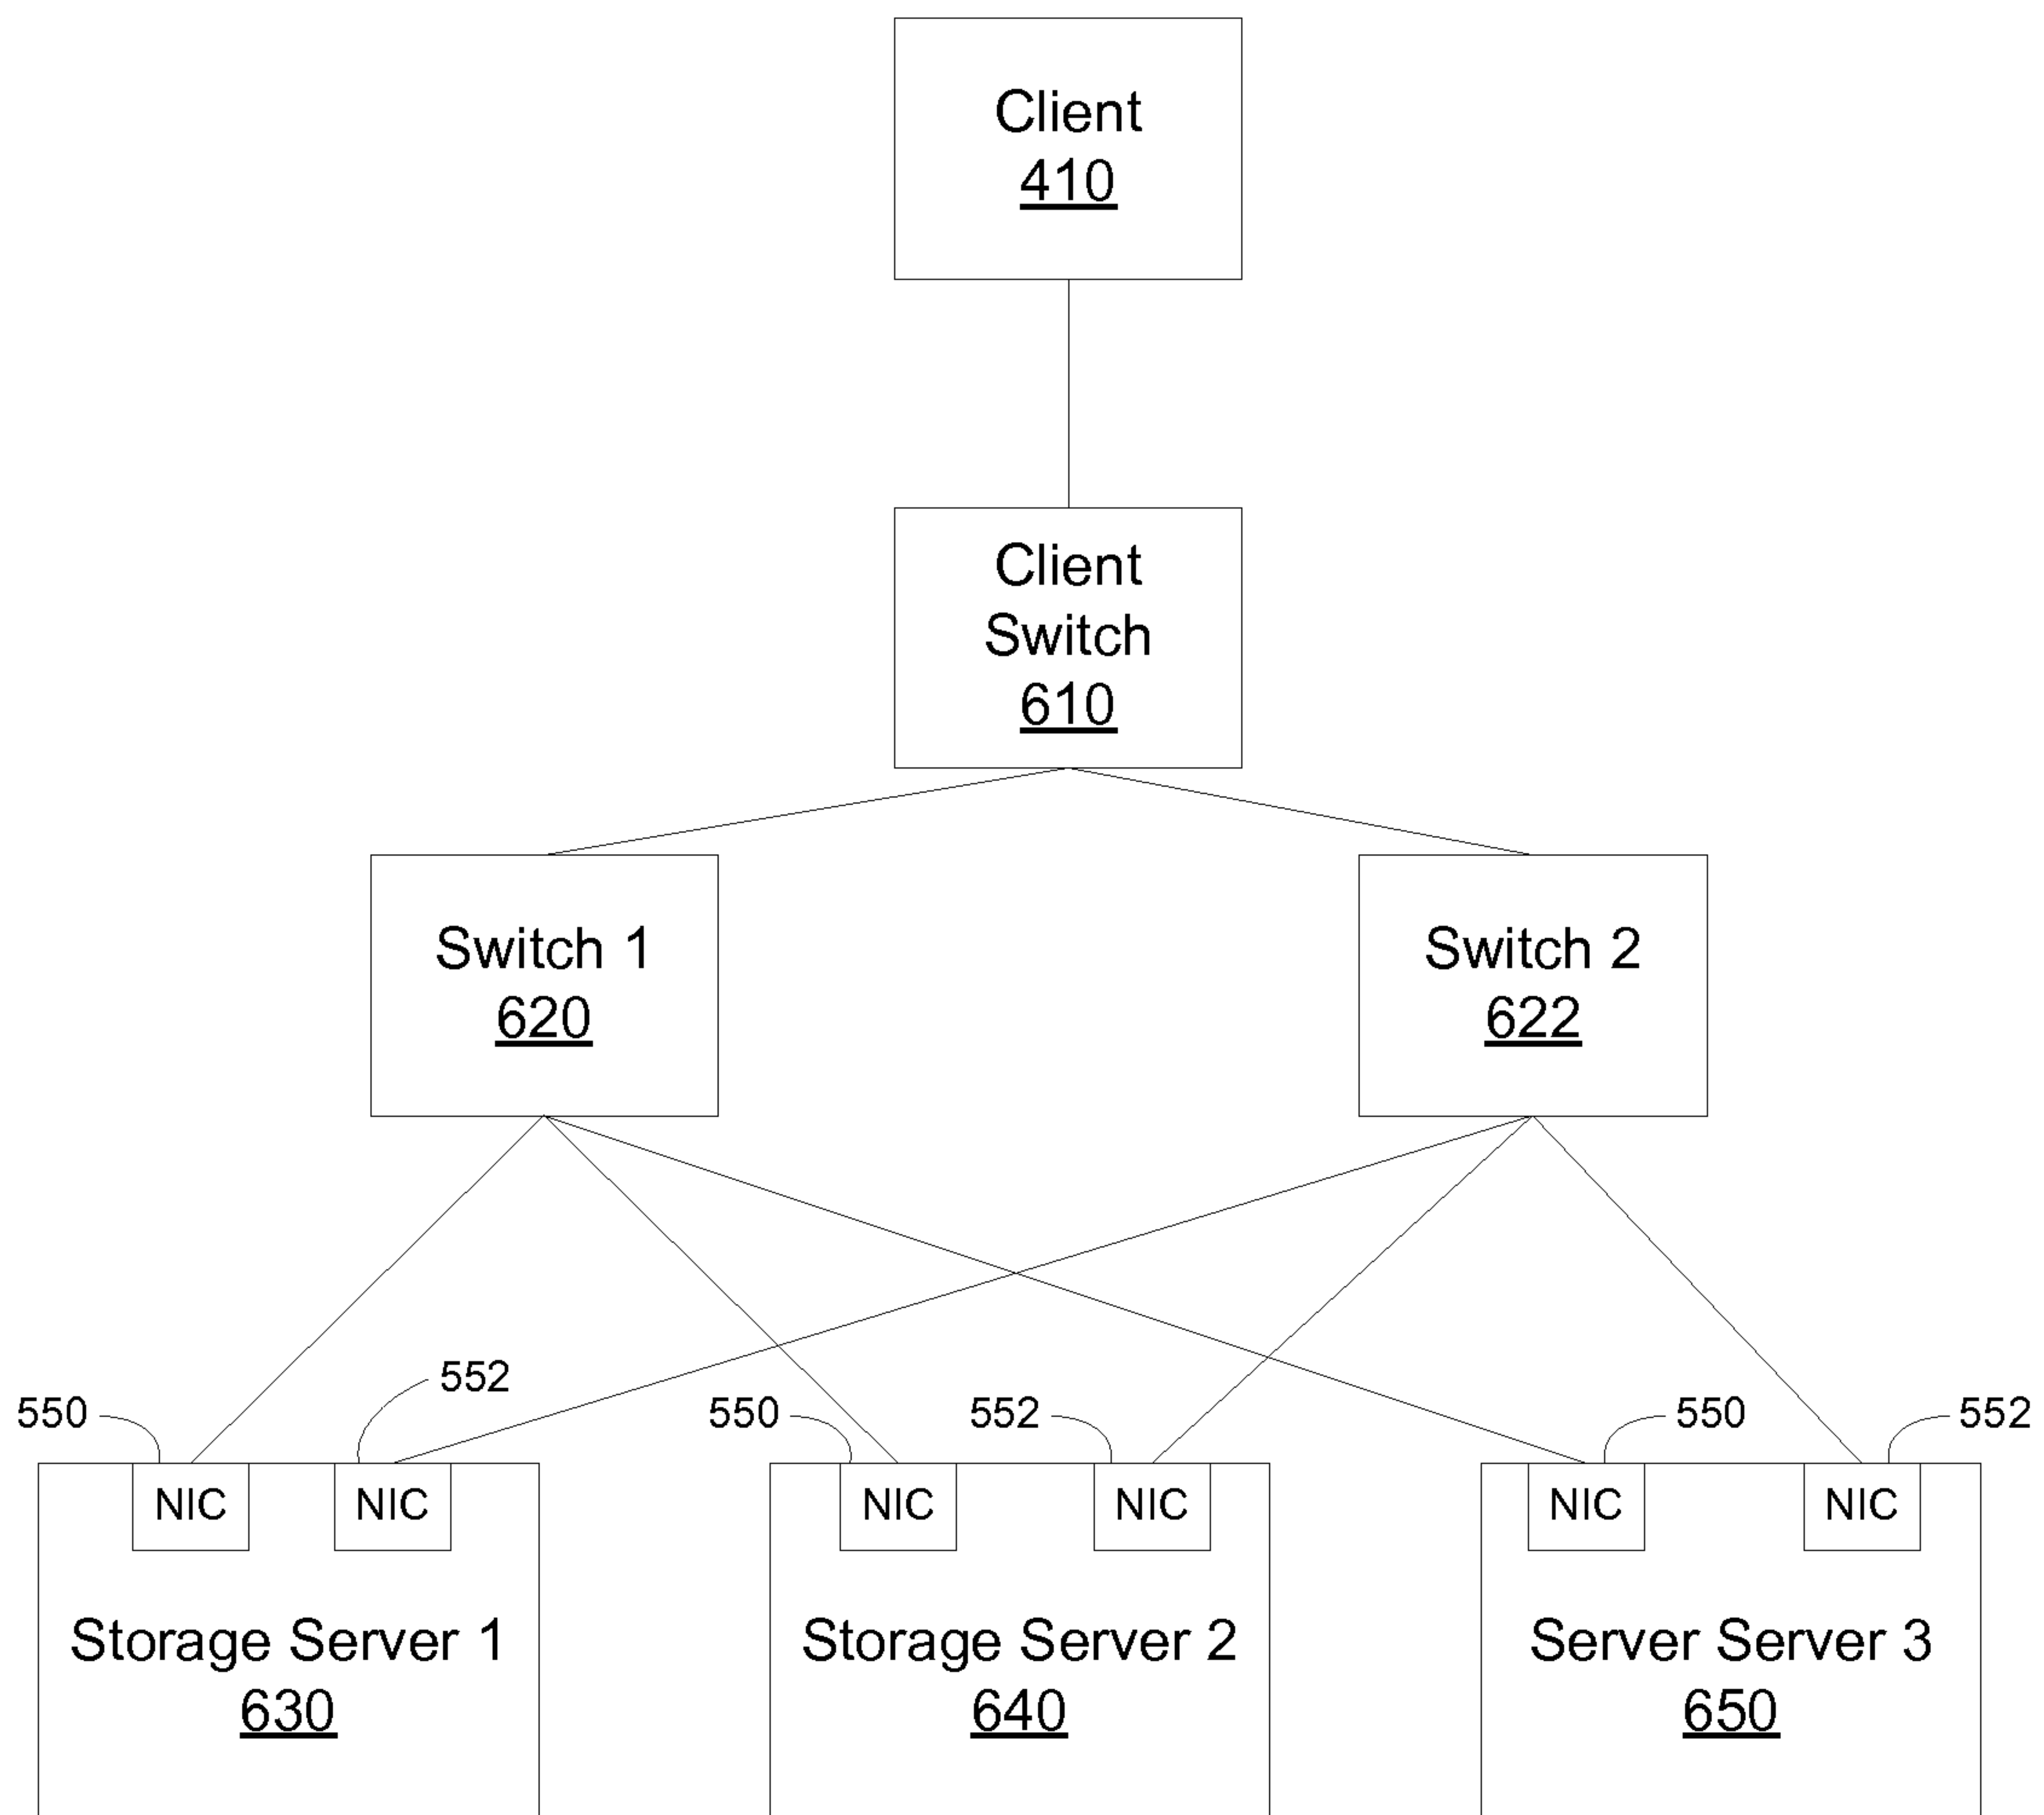 Client
410
Client
Switch
610
Switch 1
620
Switch 2
622
552
550
550
552
550
552
NIC
NIC
NIC
NIC
NIC
NIC
Storage Server 1
630
Storage Server 2
640
Server Server 3
650